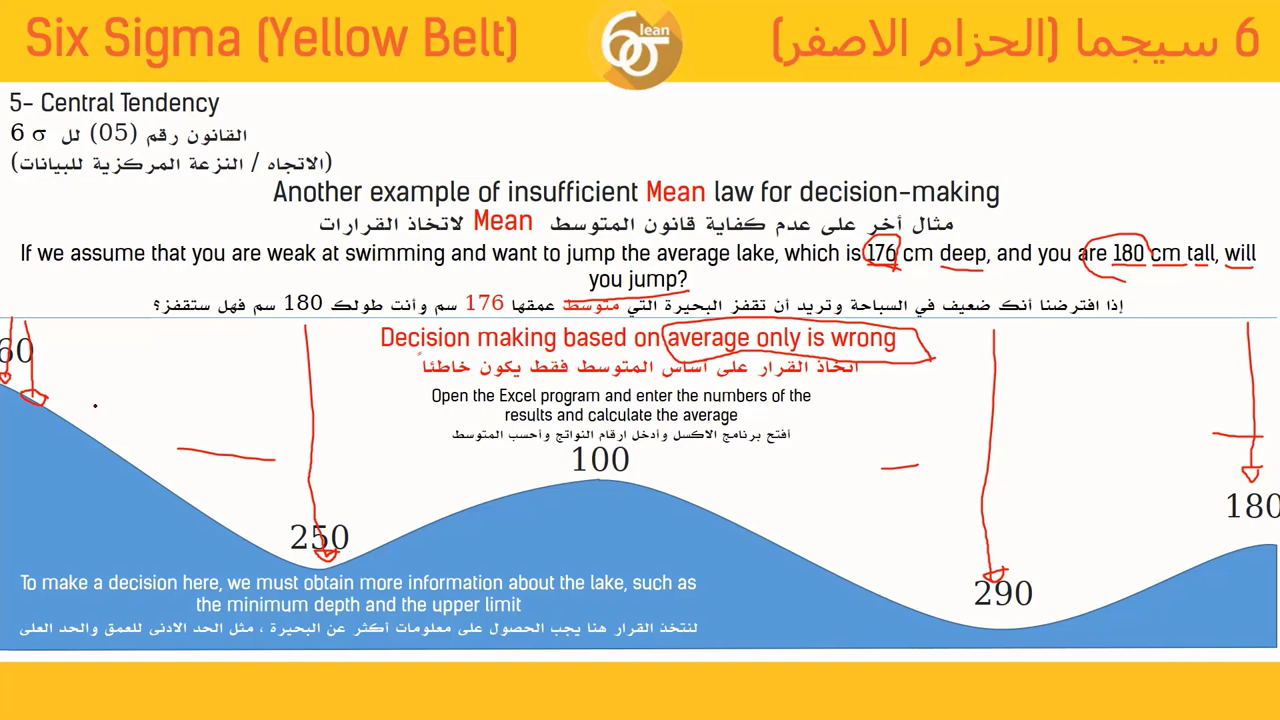 Six Sigma (Yellow Belt)
lean
6σ
6 سيجما (الحزام الاصفر)
5- Central Tendency
القانون رقم (05) لل 6 σ
(الاتجاه / النزعة المركزية للبيانات)
Another example of insufficient Mean law for decision-making
مثال أخر على عدم كفاية قانون المتوسط Mean لاتخاذ القرارات
If we assume that you are weak at swimming and want to jump the average lake, which is 176 cm deep, and you are 180 cm tall, will
you jump?
إذا افترضنا أنك ضعيف في السباحة وتريد أن تقفز البحيرة التي متوسط عمقها 176 سم وأنت طولك 180 سم فهل ستقفز؟
Decision making based on average only is wrong
اتخاذ القرار على أساس المتوسط فقط يكون خاطئا
60
Open the Excel program and enter the numbers of the
results and calculate the average
أفتح برنامج الاكسل وأدخل ارقام النواتج وأحسب المتوسط
100
180
250
290
To make a decision here, we must obtain more information about the lake, such as
the minimum depth and the upper limit
لنتخذ القرار هنا يجب الحصول على معلومات أكثر عن البحيرة ، مثل الحد الادنى للعمق والحد العلى